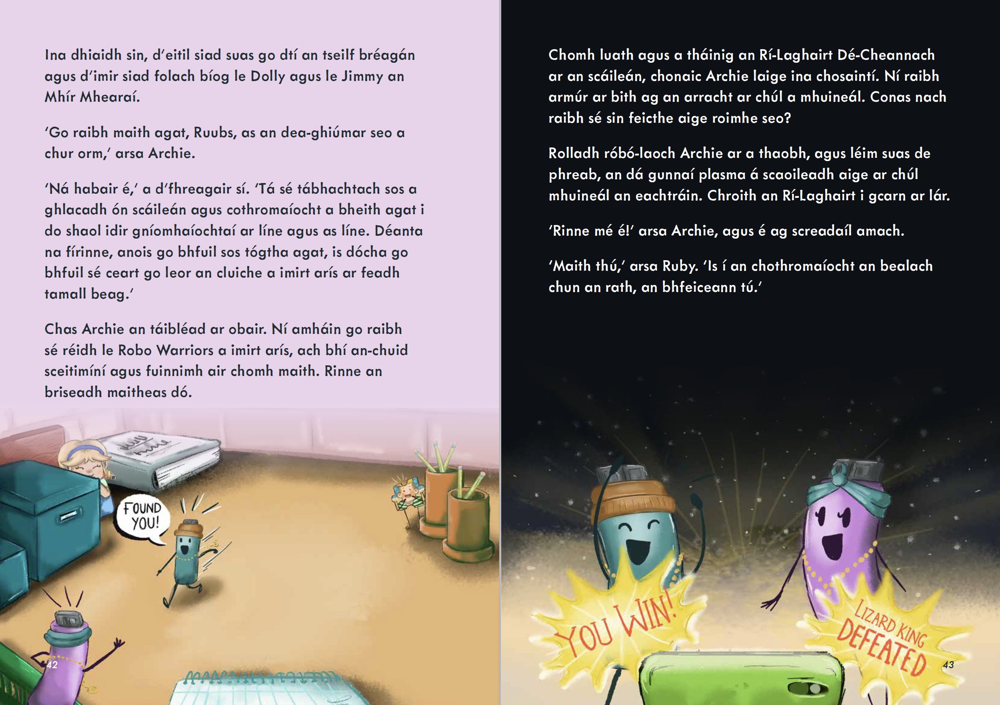 Ina dhiaidh sin, d‘eitil siad suas go dtí an tseilf bréagán
agus d‘imir siad folach bíog le Dolly agus le Jimmy an
Mhír Mhearaí.
‘Go raibh maith agat, Ruubs, as an dea-ghiúmar seo a
chur orm,‘ arsa Archie.
‘Ná habair é,‘ a d‘fhreagair sí. ‘Tá sé tábhachtach sos a
ghlacadh ón scáileán agus cothromaíocht a bheith agat i
do shaol idir gníomhaíochtaí ar líne agus as líne. Déanta
na fírinne, anois go bhfuil sos tógtha agat, is dócha go
bhfuil sé ceart go leor an cluiche a imirt arís ar feadh
tamall beag.‘
Chas Archie an táibléad ar obair. Ní amháin go raibh
sé réidh le Robo Warriors a imirt arís, ach bhí an-chuid
sceitimíní agus fuinnimh air chomh maith. Rinne an
briseadh maitheas dó.
FOUND
YOU!
42
Chomh luath agus a tháinig an Rí-Laghairt Dé-Cheannach
ar an scáileán, chonaic Archie laige ina chosaintí. Ní raibh
armúr ar bith ag an arracht ar chúl a mhuineál. Conas nach
raibh sé sin feicthe aige roimhe seo?
Rolladh róbó-laoch Archie ar a thaobh, agus léim suas de
phreab, an dá gunnaí plasma á scaoileadh aige ar chúl
mhuineál an eachtráin. Chroith an Rí-Laghairt i gcarn ar lár.
‘Rinne mé é!‘ arsa Archie, agus é ag screadaíl amach.
‘Maith thú,‘ arsa Ruby. ‘Is í an chothromaíocht an bealach
chun an rath, an bhfeiceann tú.‘
YOU WIN!
LIZARD KING
DEFEATED
43